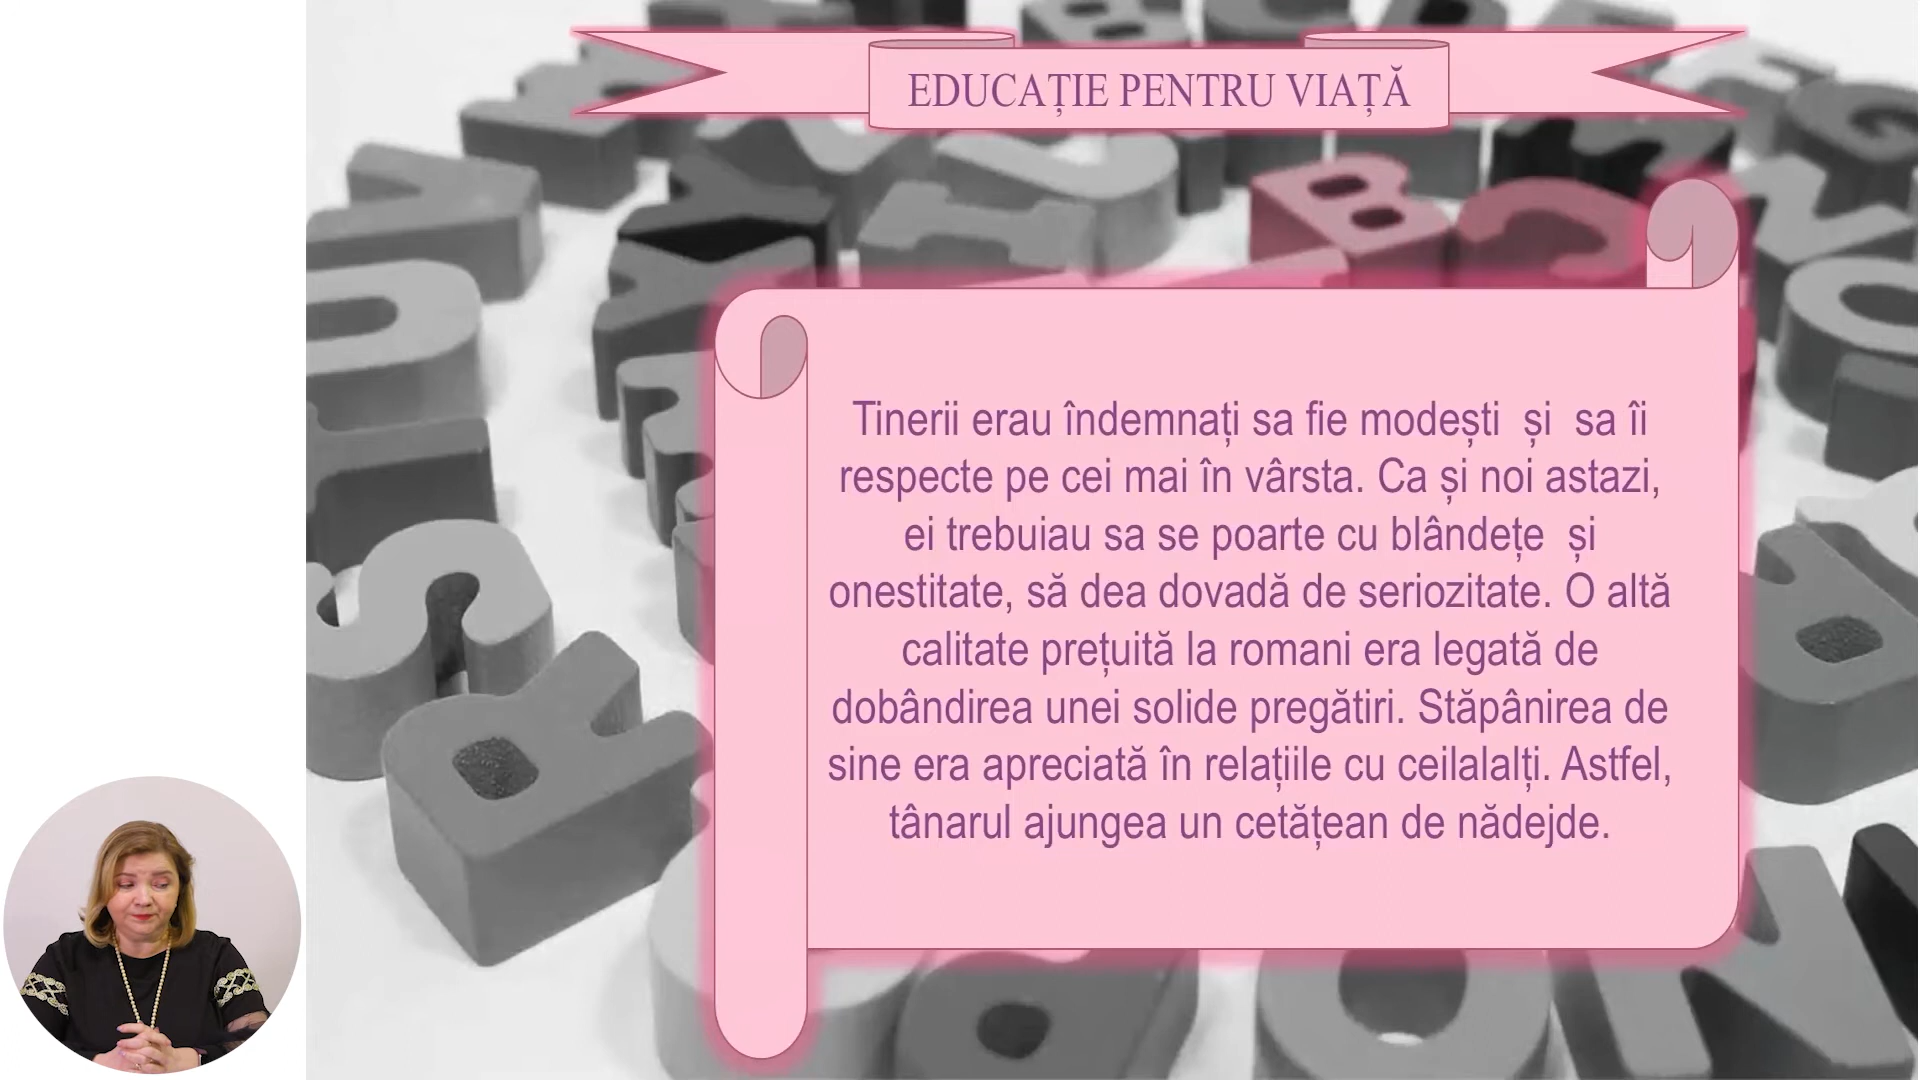 EDUCAȚIE PENTRU VIAȚĂ
Tinerii erau îndemnați sa fie modești și sa îi
respecte pe cei mai în vârsta. Ca și noi astazi,
ei trebuiau sa se poarte cu blândețe și
onestitate, să dea dovadă de seriozitate. O altă
calitate prețuită la romani era legată de
dobândirea unei solide pregătiri. Stăpânirea de
sine era apreciată în relațiile cu ceilalalți. Astfel,
tânarul ajungea un cetățean de nădejde.